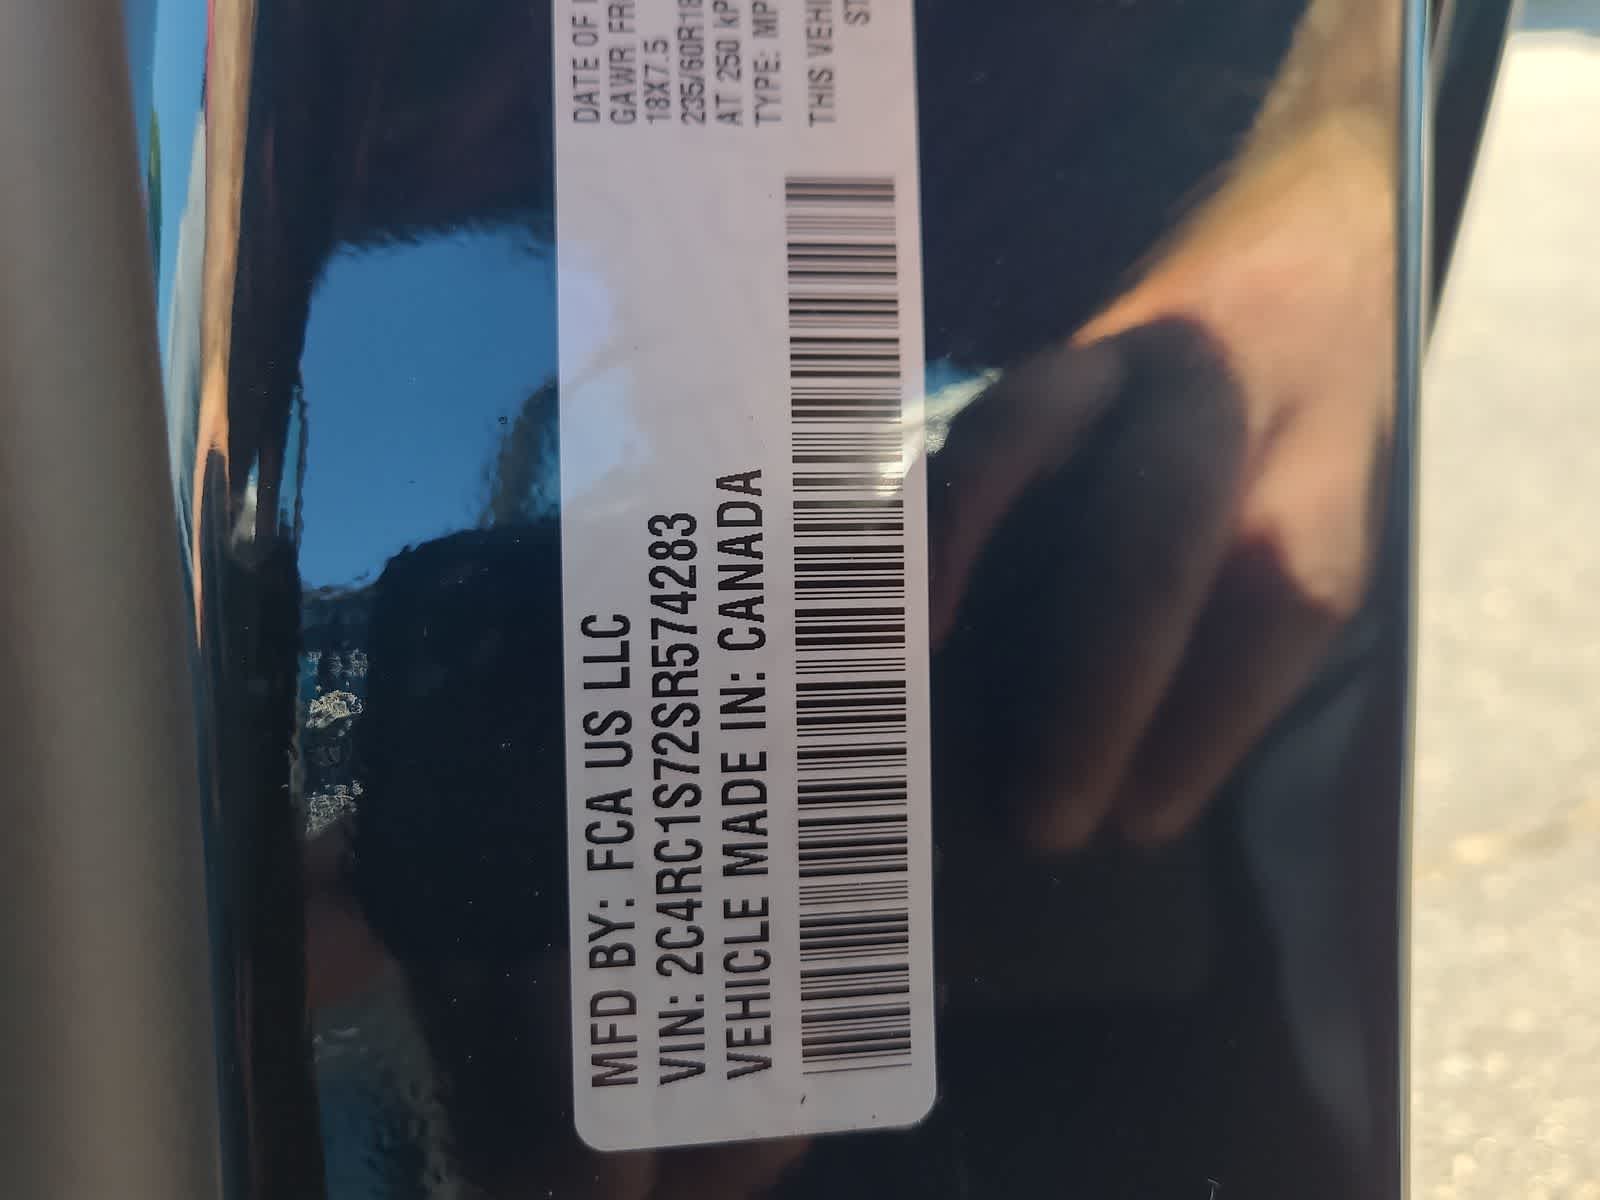 MFD BY: FCA US LLC
VIN: 2C4RC1S72SR574283
VEHICLE MADE IN: CANADA
DATE OF
GAWR FR
18X7.5
235/60R18
AT 250 kP
TYPE: MP
THIS VEHI
ST